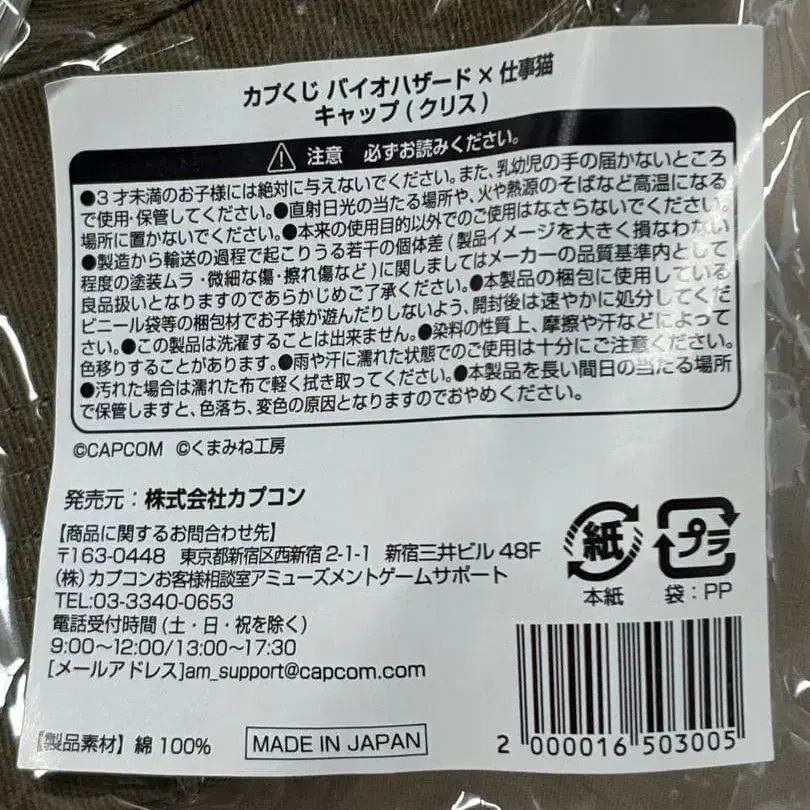 カプくじ バイオハザード×仕事猫
キャップ(クリス)
注意 必ずお読みください。
●3才未満のお子様には絶対に与えないでください。また、乳幼児の手の届かないところ
で使用・保管してください。●直射日光の当たる場所や、火や熱源のそばなど高温になる
場所に置かないでください。●本来の使用目的以外でのご使用はなさらないでください。
●製造から輸送の過程で起こりうる若干の個体差(製品イメージを大きく損なわない
程度の塗装ムラ・微細な傷・擦れ傷など)に関しましてはメーカーの品質基準内として
良品扱いとなりますのであらかじめご了承ください。●本製品の梱包に使用している
ビニール袋等の梱包材でお子様が遊んだりしないよう、開封後は速やかに処分してくだ
さい。●この製品は洗濯することは出来ません。●染料の性質上、摩擦や汗などによって
色移りすることがあります。●雨や汗に濡れた状態でのご使用は十分にご注意ください。
●汚れた場合は濡れた布で軽く拭き取ってください。●本製品を長い間日の当たる場所
で保管しますと、色落ち、変色の原因となりますのでおやめください。
©CAPCOM ©くまみね工房
発売元:株式会社カプコン
【商品に関するお問合わせ先】
〒163-0448 東京都新宿区西新宿2-1-1 新宿三井ビル48F
(株)カプコンお客様相談室アミューズメントゲームサポート
TEL:03-3340-0653
電話受付時間(土・日・祝を除く)
9:00〜12:00/13:00〜17:30
[メールアドレス]am_support@capcom.com
紙
本紙
プラ
袋:PP
【製品素材】綿100%
MADE IN JAPAN
2 000016 503005